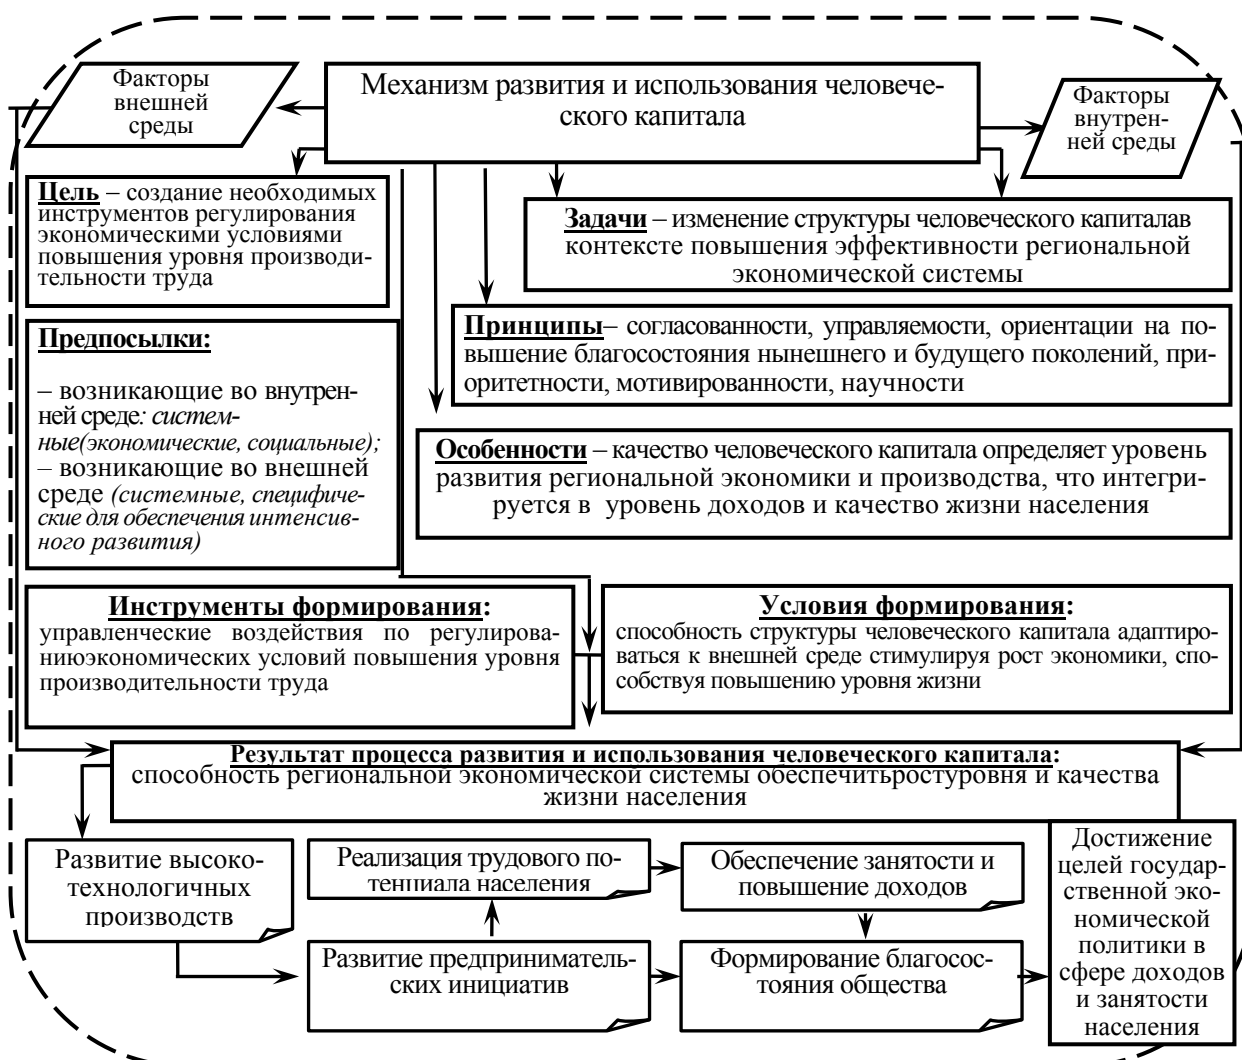 Факторы
внешней
среды
Механизм развития и использования человече-
ского капитала
Факторы
внутрен-
ней среды
Цель – создание необходимых
инструментов регулирования
экономическими условиями
повышения уровня производи-
тельности труда
Задачи – изменение структуры человеческого капиталав
контексте повышения эффективности региональной
экономической системы
Предпосылки:
– возникающие во внутрен-
ней среде: систем-
ные(экономические, социальные);
– возникающие во внешней
среде (системные, специфиче-
ские для обеспечения интенсив-
ного развития)
Принципы– согласованности, управляемости, ориентации на по-
вышение благосостояния нынешнего и будущего поколений, при-
оритетности, мотивированности, научности
Особенности – качество человеческого капитала определяет уровень
развития региональной экономики и производства, что интегри-
руется в уровень доходов и качество жизни населения
Инструменты формирования:
управленческие воздействия по регулирова-
ниюэкономических условий повышения уровня
производительности труда
Условия формирования:
способность структуры человеческого капитала адаптиро-
ваться к внешней среде стимулируя рост экономики, спо-
собствуя повышению уровня жизни
Результат процесса развития и использования человеческого капитала:
способность региональной экономической системы обеспечитьростуровня и качества
жизни населения
Развитие высоко-
технологичных
производств
Реализация трудового по-
тенциала населения
Обеспечение занятости и
повышение доходов
Развитие предприниматель-
ских инициатив
Формирование благосос-
тояния общества
Достижение
целей государ-
ственной эко-
номической
политики в
сфере доходов
и занятости
населения